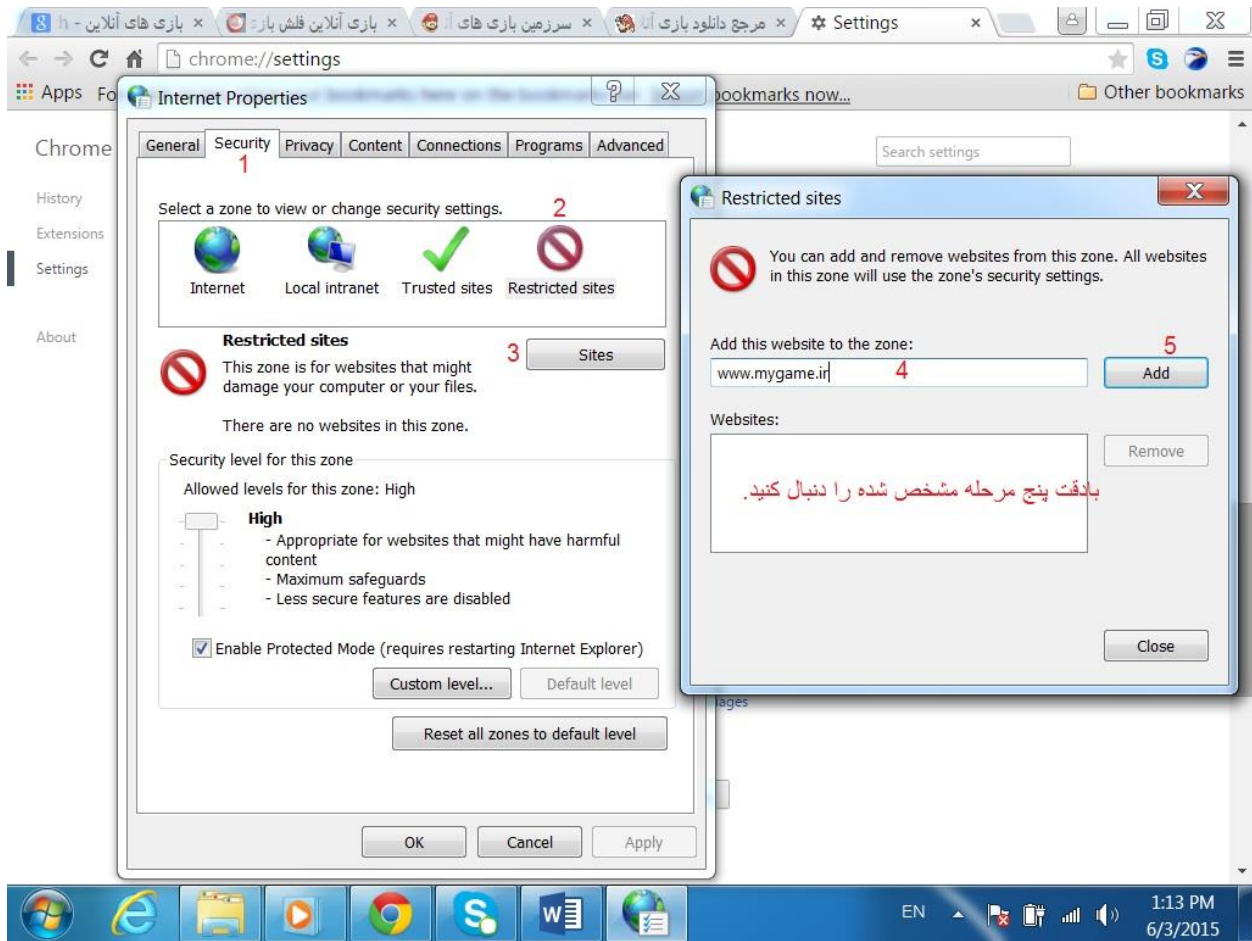 بازی های آنلاین - h
بازی آنلاین فلش باز
سرزمین بازی های آ
مرجع دانلود بازی آنا
Settings
chrome://settings
Apps Fo
bookmarks now...
Other bookmarks
Chrome
History
Extensions
Settings
About
Search settings
Internet Properties
General Security Privacy Content Connections Programs Advanced
1
Select a zone to view or change security settings.
2
Internet Local intranet Trusted sites Restricted sites
Restricted sites
This zone is for websites that might
damage your computer or your files.
There are no websites in this zone.
3
Sites
Security level for this zone
Allowed levels for this zone: High
High
- Appropriate for websites that might have harmful
content
- Maximum safeguards
- Less secure features are disabled
Enable Protected Mode (requires restarting Internet Explorer)
Custom level... Default level
Reset all zones to default level
OK Cancel Apply
Restricted sites
You can add and remove websites from this zone. All websites
in this zone will use the zone's security settings.
Add this website to the zone:
5
www.mygame.ir 4 Add
Websites:
Remove
بادقت پنج مرحله مشخص شده را دنبال کنید.
Close
EN
1:13 PM
6/3/2015